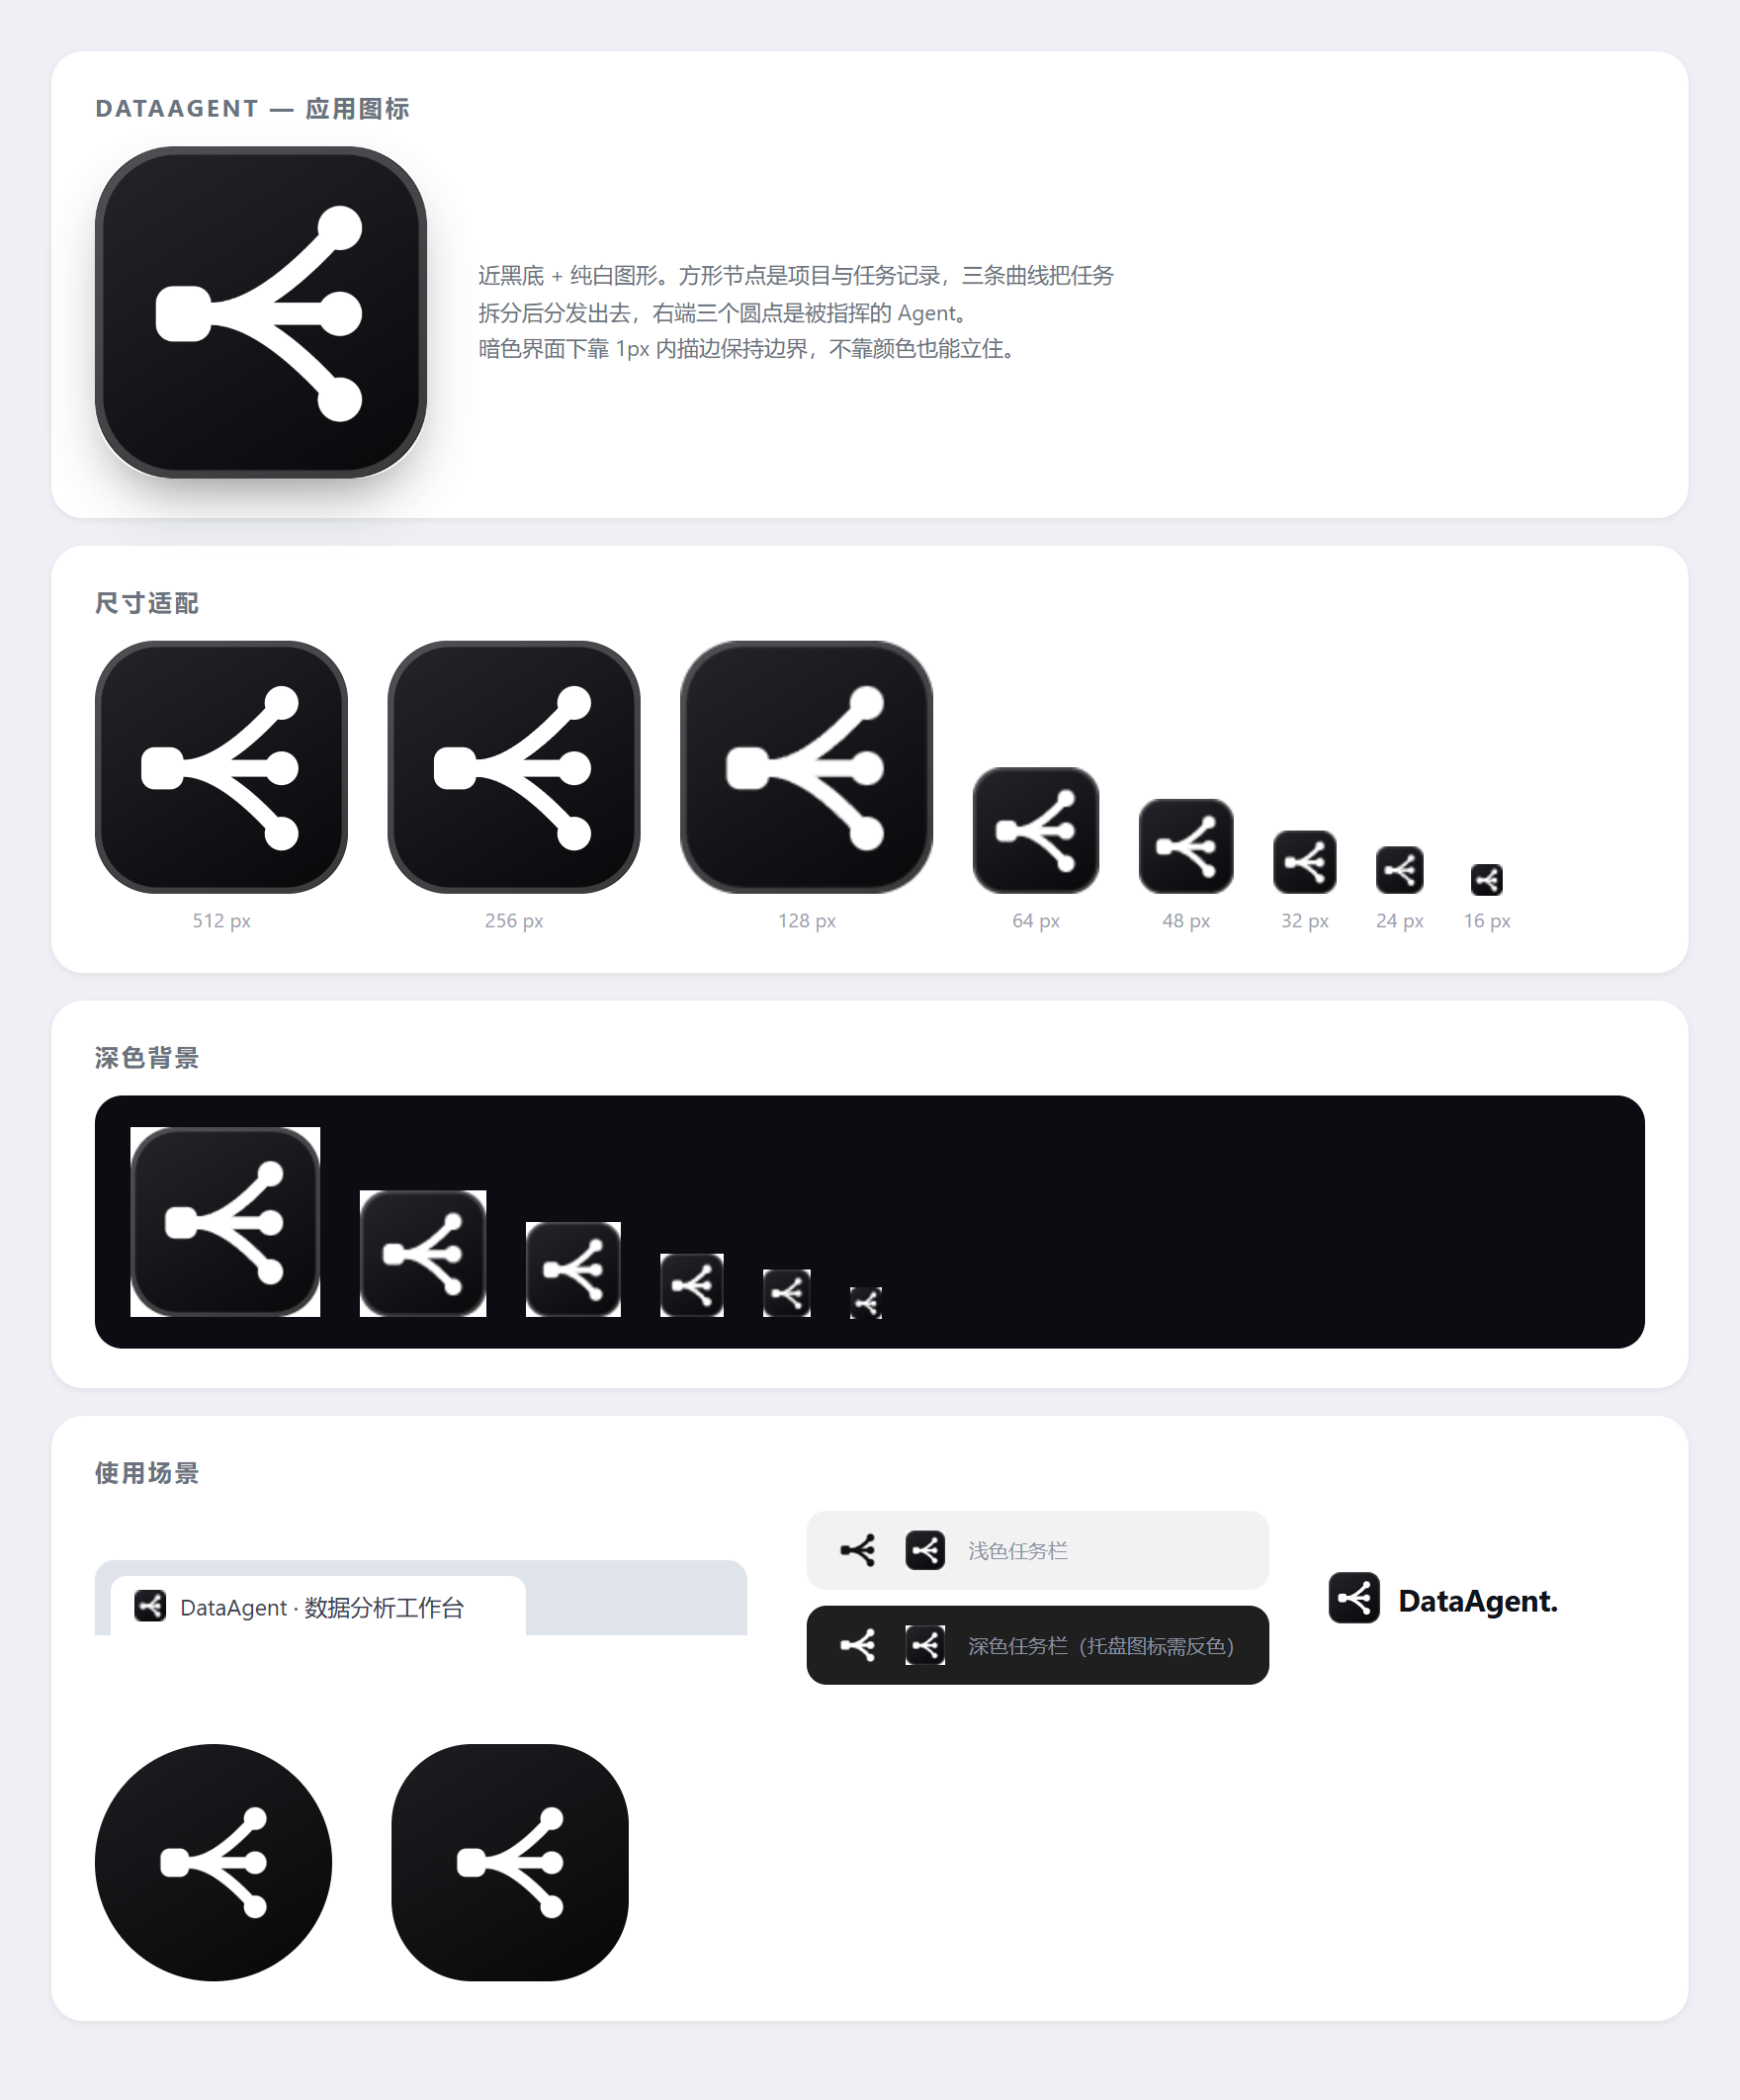 DATAAGENT — 应用图标
近黑底 + 纯白图形。方形节点是项目与任务记录，三条曲线把任务
拆分后分发出去，右端三个圆点是被指挥的 Agent。
暗色界面下靠 1px 内描边保持边界，不靠颜色也能立住。
尺寸适配
512 px
256 px
128 px
64 px
48 px
32 px
24 px
16 px
深色背景
使用场景
浅色任务栏
DataAgent · 数据分析工作台
DataAgent.
深色任务栏（托盘图标需反色）